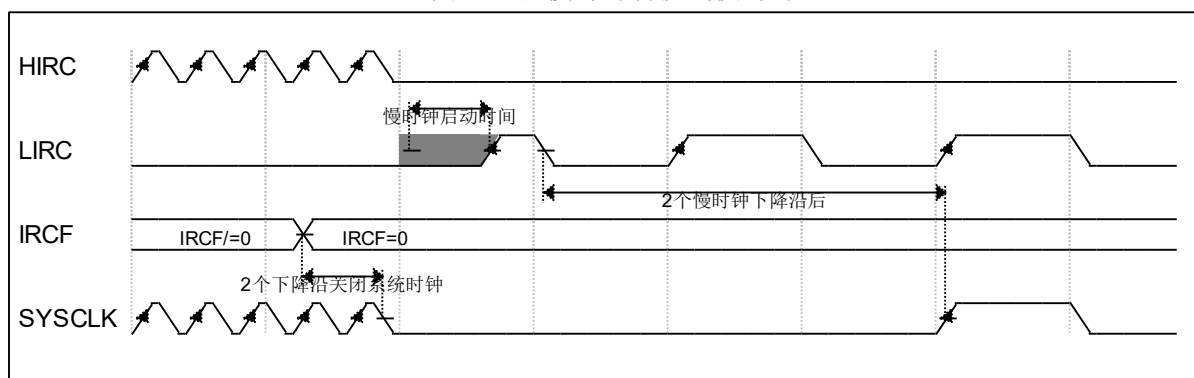 HIRC
慢时钟启动时间
LIRC
2个慢时钟下降沿后
IRCF
IRCF/=0
IRCF=0
2个下降沿关闭系统时钟
SYSCLK